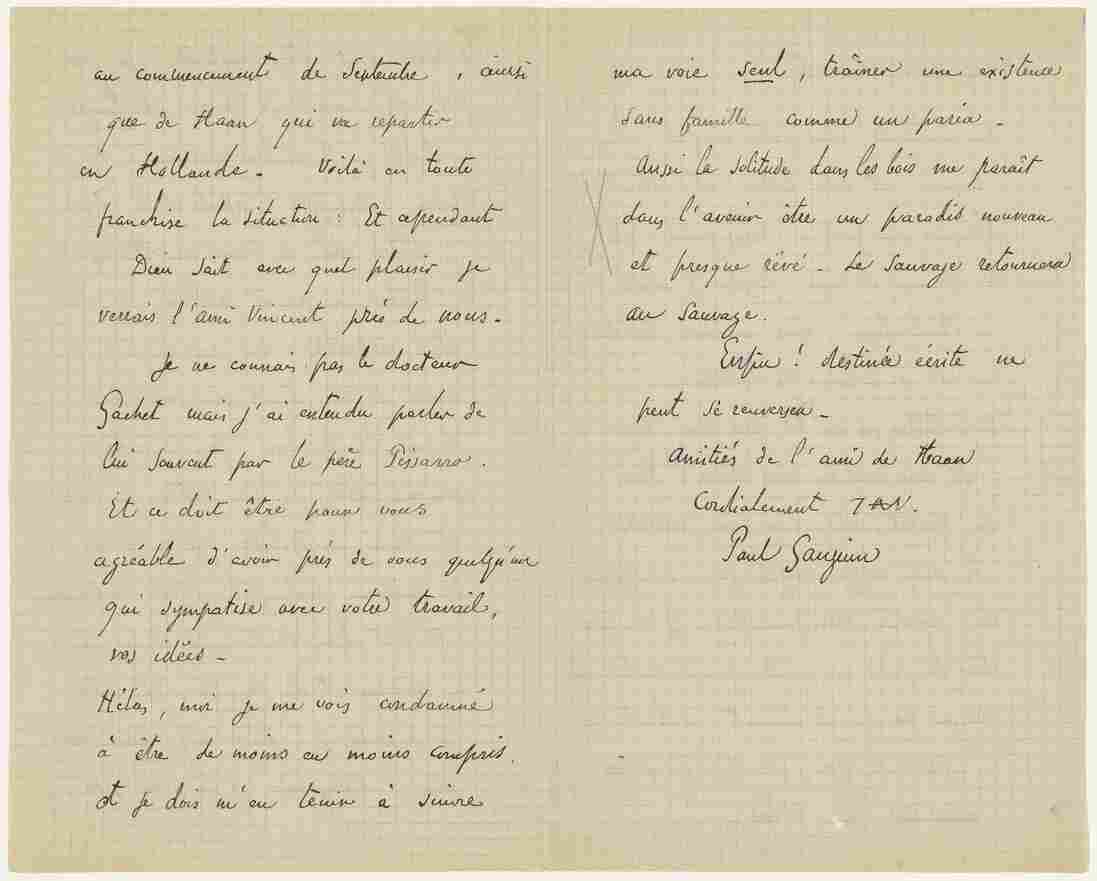 au commencement de Septembre, ainsi
que de Haan qui va repartir
en Hollande. Voilà en toute
franchise la situation : Et cependant
Dieu sait avec quel plaisir je
verrais l'ami Vincent près de nous.
Je ne connais pas le docteur
Gachet mais j'ai entendu parler de
lui souvent par le père Pissarro.
Et ce doit être pour vous
agréable d'avoir près de vous quelqu'un
qui sympatise avec votre travail,
vos idées _
Hélas, moi je me vois condamné
à être de moins en moins compris.
et je dois m'en tenir à suivre
ma voie seul, traîner une existence
sans famille comme un paria _
Aussi la solitude dans les bois me paraît
dans l'avenir être un paradis nouveau
et presque rêvé _ Le sauvage retournera
au sauvage.
Enfin ! destinée écrite ne
peut se renverser _
Amitiés de l'ami de Haan
Cordialement T AN.
Paul Gauguin